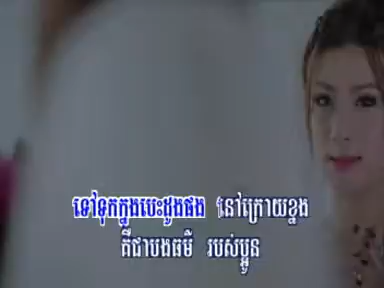 ទៅទុកក្នុងបេះដូងផង នៅក្រោយខ្នង
គឺជាបងធម៌ របស់ប្អូន